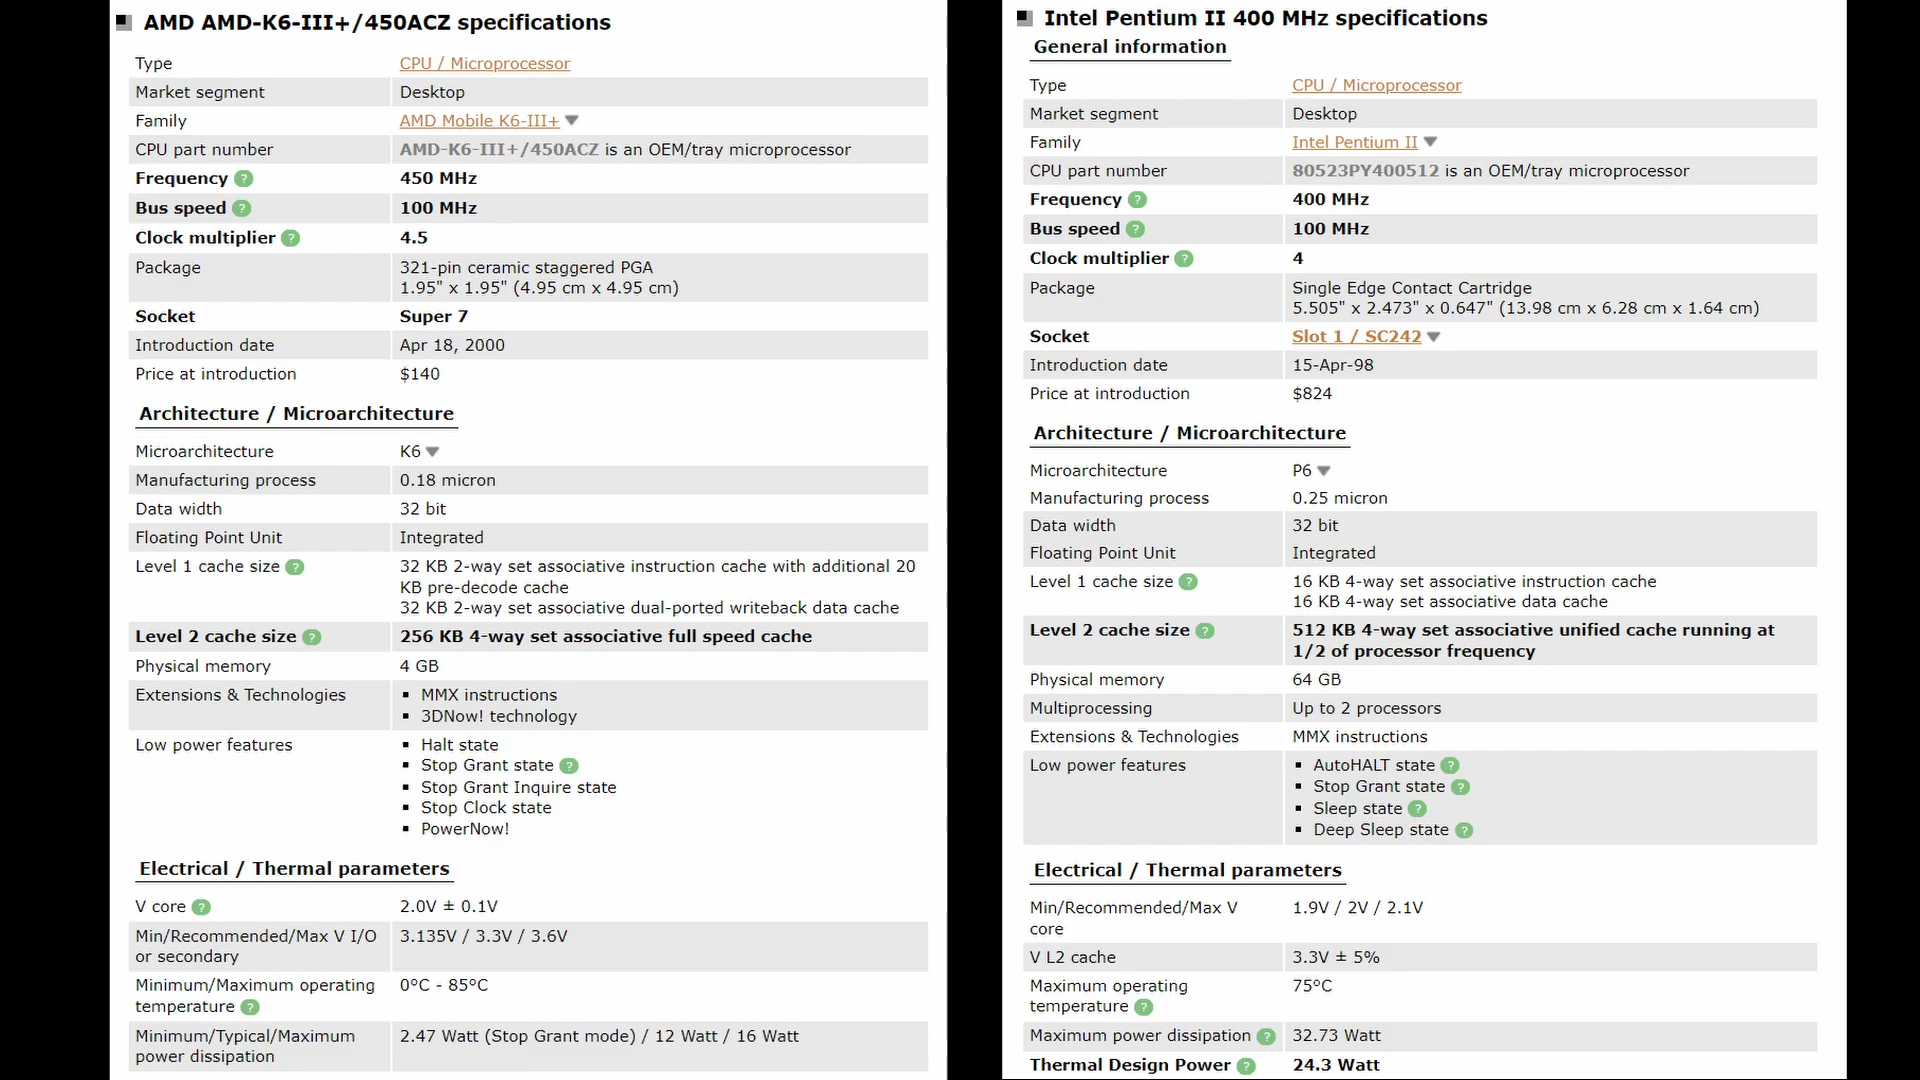 AMD AMD-K6-III+/450ACZ specifications
Type CPU / Microprocessor
Market segment Desktop
Family AMD Mobile K6-III+
CPU part number AMD-K6-III+/450ACZ is an OEM/tray microprocessor
Frequency ? 450 MHz
Bus speed ? 100 MHz
Clock multiplier ? 4.5
Package 321-pin ceramic staggered PGA
1.95" x 1.95" (4.95 cm x 4.95 cm)
Socket Super 7
Introduction date Apr 18, 2000
Price at introduction $140
Architecture / Microarchitecture
Microarchitecture K6
Manufacturing process 0.18 micron
Data width 32 bit
Floating Point Unit Integrated
Level 1 cache size ? 32 KB 2-way set associative instruction cache with additional 20
KB pre-decode cache
32 KB 2-way set associative dual-ported writeback data cache
Level 2 cache size ? 256 KB 4-way set associative full speed cache
Physical memory 4 GB
Extensions & Technologies ▪ MMX instructions
▪ 3DNow! technology
Low power features ▪ Halt state
▪ Stop Grant state ?
▪ Stop Grant Inquire state
▪ Stop Clock state
▪ PowerNow!
Electrical / Thermal parameters
V core ? 2.0V ± 0.1V
Min/Recommended/Max V I/O 3.135V / 3.3V / 3.6V
or secondary
Minimum/Maximum operating 0°C - 85°C
temperature ?
Minimum/Typical/Maximum 2.47 Watt (Stop Grant mode) / 12 Watt / 16 Watt
power dissipation
Intel Pentium II 400 MHz specifications
General information
Type CPU / Microprocessor
Market segment Desktop
Family Intel Pentium II
CPU part number 80523PY400512 is an OEM/tray microprocessor
Frequency ? 400 MHz
Bus speed ? 100 MHz
Clock multiplier ? 4
Package Single Edge Contact Cartridge
5.505" x 2.473" x 0.647" (13.98 cm x 6.28 cm x 1.64 cm)
Socket Slot 1 / SC242
Introduction date 15-Apr-98
Price at introduction $824
Architecture / Microarchitecture
Microarchitecture P6
Manufacturing process 0.25 micron
Data width 32 bit
Floating Point Unit Integrated
Level 1 cache size ? 16 KB 4-way set associative instruction cache
16 KB 4-way set associative data cache
Level 2 cache size ? 512 KB 4-way set associative unified cache running at
1/2 of processor frequency
Physical memory 64 GB
Multiprocessing Up to 2 processors
Extensions & Technologies MMX instructions
Low power features ▪ AutoHALT state ?
▪ Stop Grant state ?
▪ Sleep state ?
▪ Deep Sleep state ?
Electrical / Thermal parameters
Min/Recommended/Max V 1.9V / 2V / 2.1V
core
V L2 cache 3.3V ± 5%
Maximum operating 75°C
temperature ?
Maximum power dissipation ? 32.73 Watt
Thermal Design Power ? 24.3 Watt